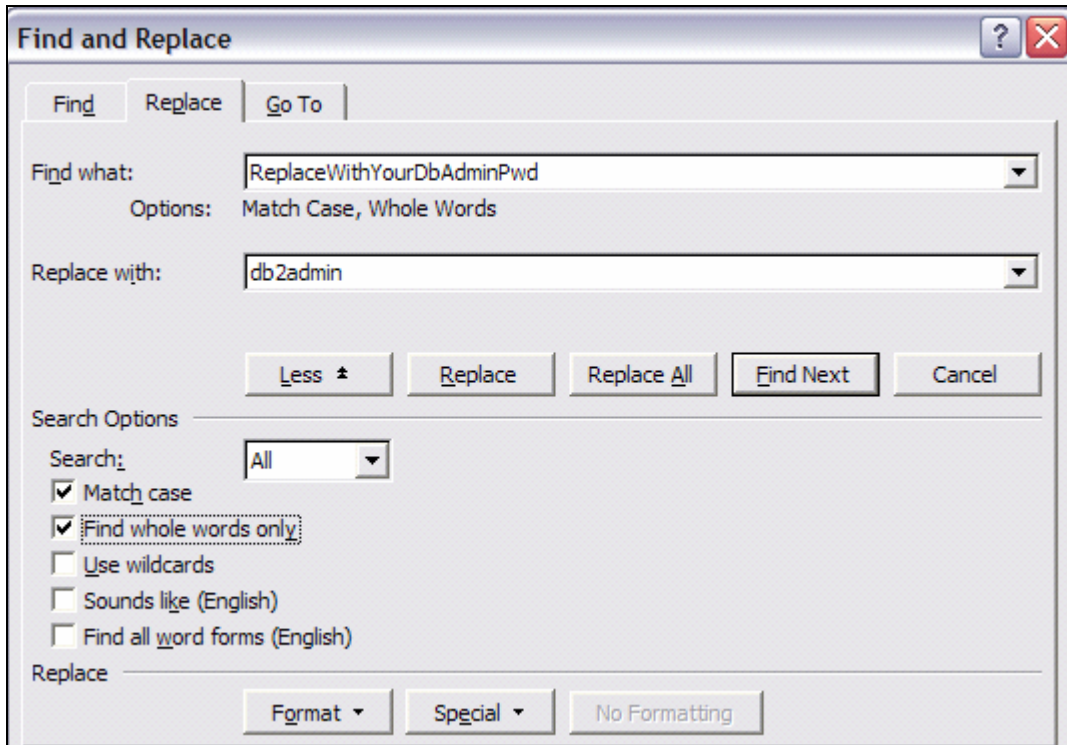 Find and Replace
Find Replace Go To
Find what: ReplaceWithYourDbAdminPwd
Options: Match Case, Whole Words
Replace with: db2admin
Less Replace Replace All Find Next Cancel
Search Options
Search: All
Match case
Find whole words only
Use wildcards
Sounds like (English)
Find all word forms (English)
Replace
Format Special No Formatting